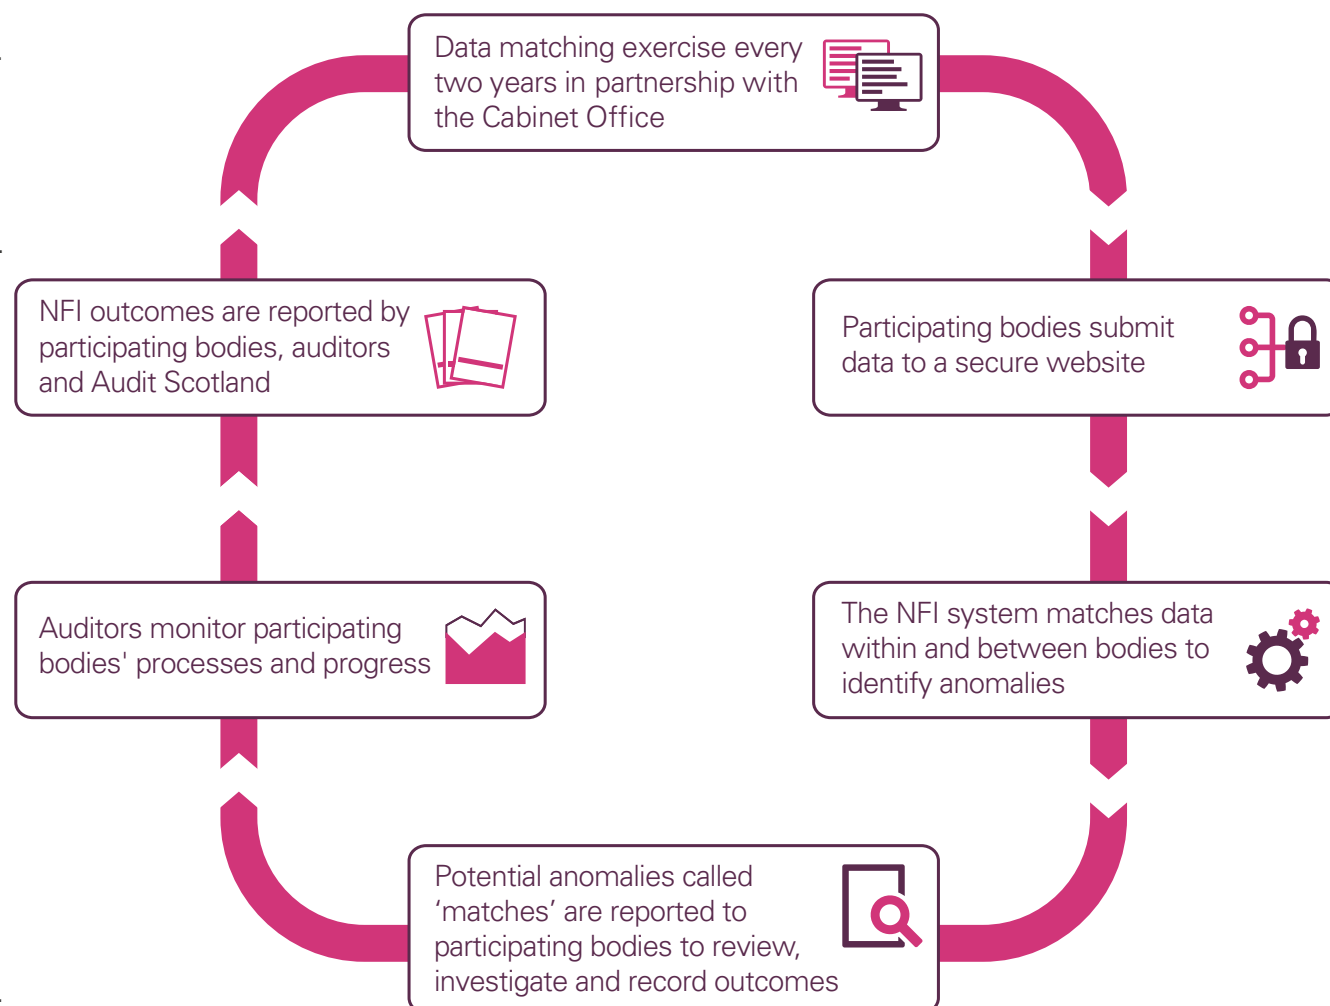 Data matching exercise every
two years in partnership with
the Cabinet Office
Participating bodies submit
data to a secure website
The NFI system matches data
within and between bodies to
identify anomalies
Potential anomalies called
‘matches’ are reported to
participating bodies to review,
investigate and record outcomes
Auditors monitor participating
bodies' processes and progress
NFI outcomes are reported by
participating bodies, auditors
and Audit Scotland